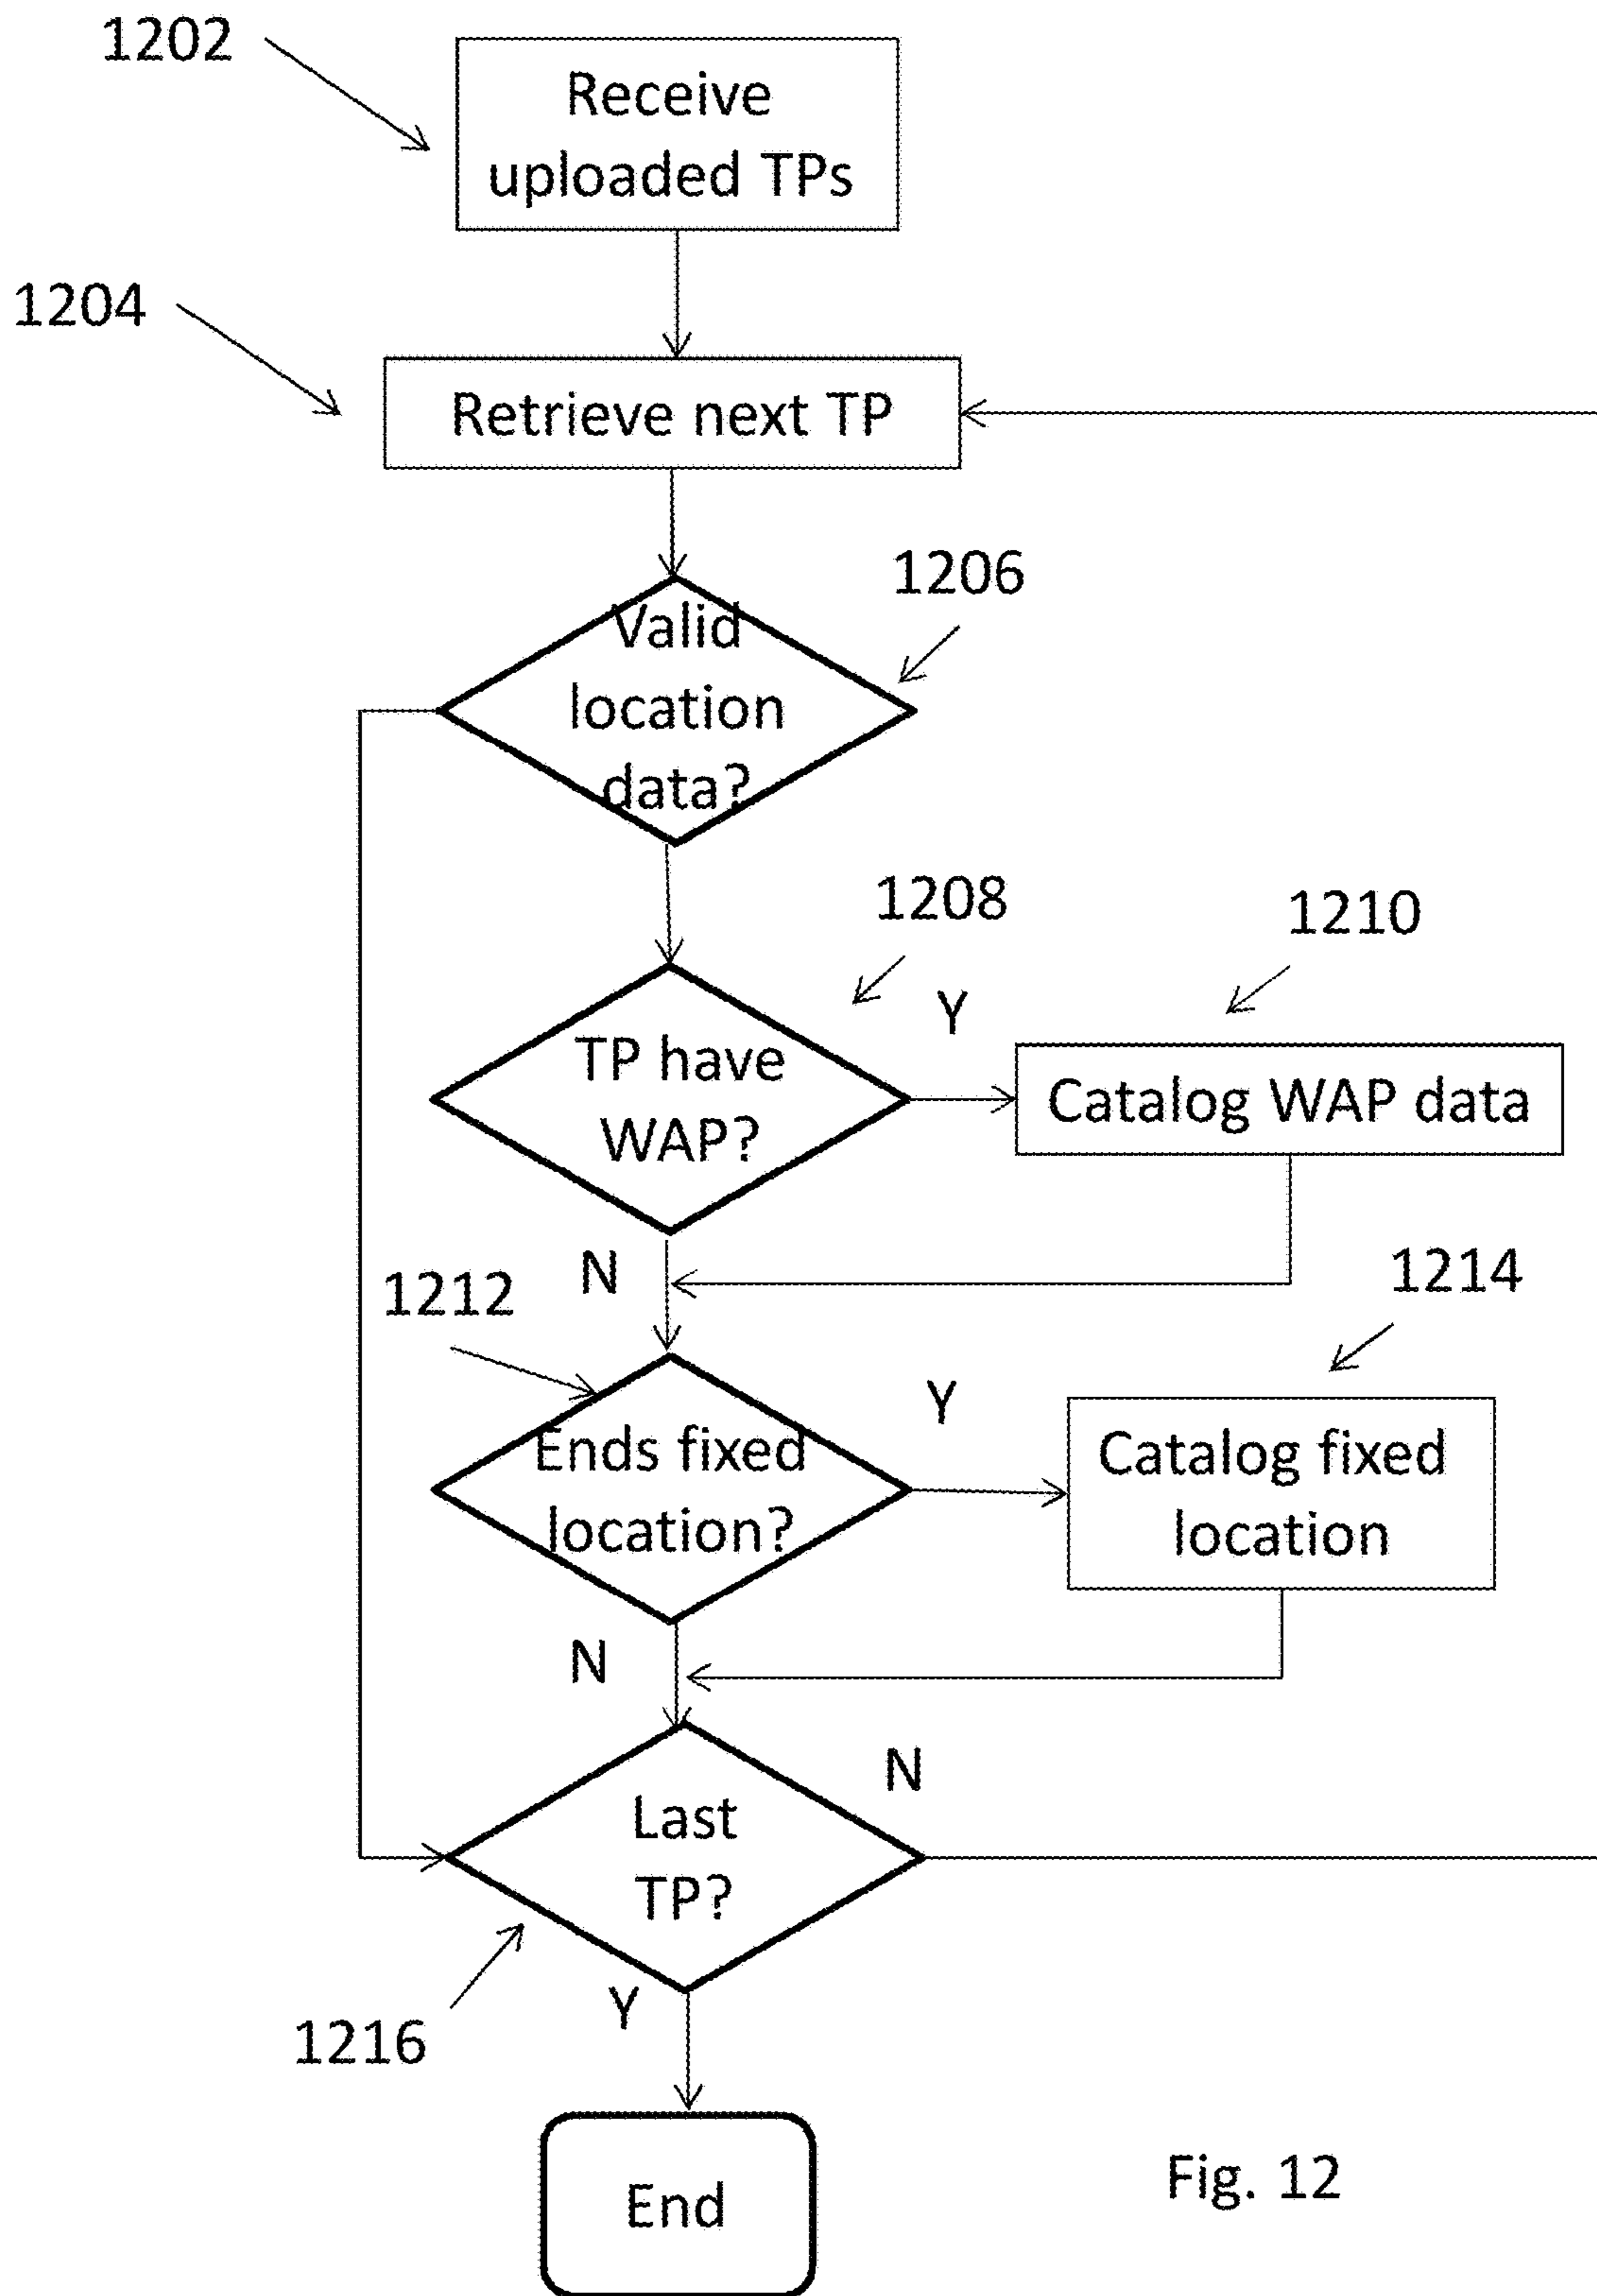 1202
Receive
uploaded TPs
1204
Retrieve next TP
1206
Valid
location
data?
1208
1210
Y
TP have
WAP?
Catalog WAP data
N
1212
1214
Y
Ends fixed
location?
Catalog fixed
location
N
N
Last
TP?
Y
1216
End
Fig. 12